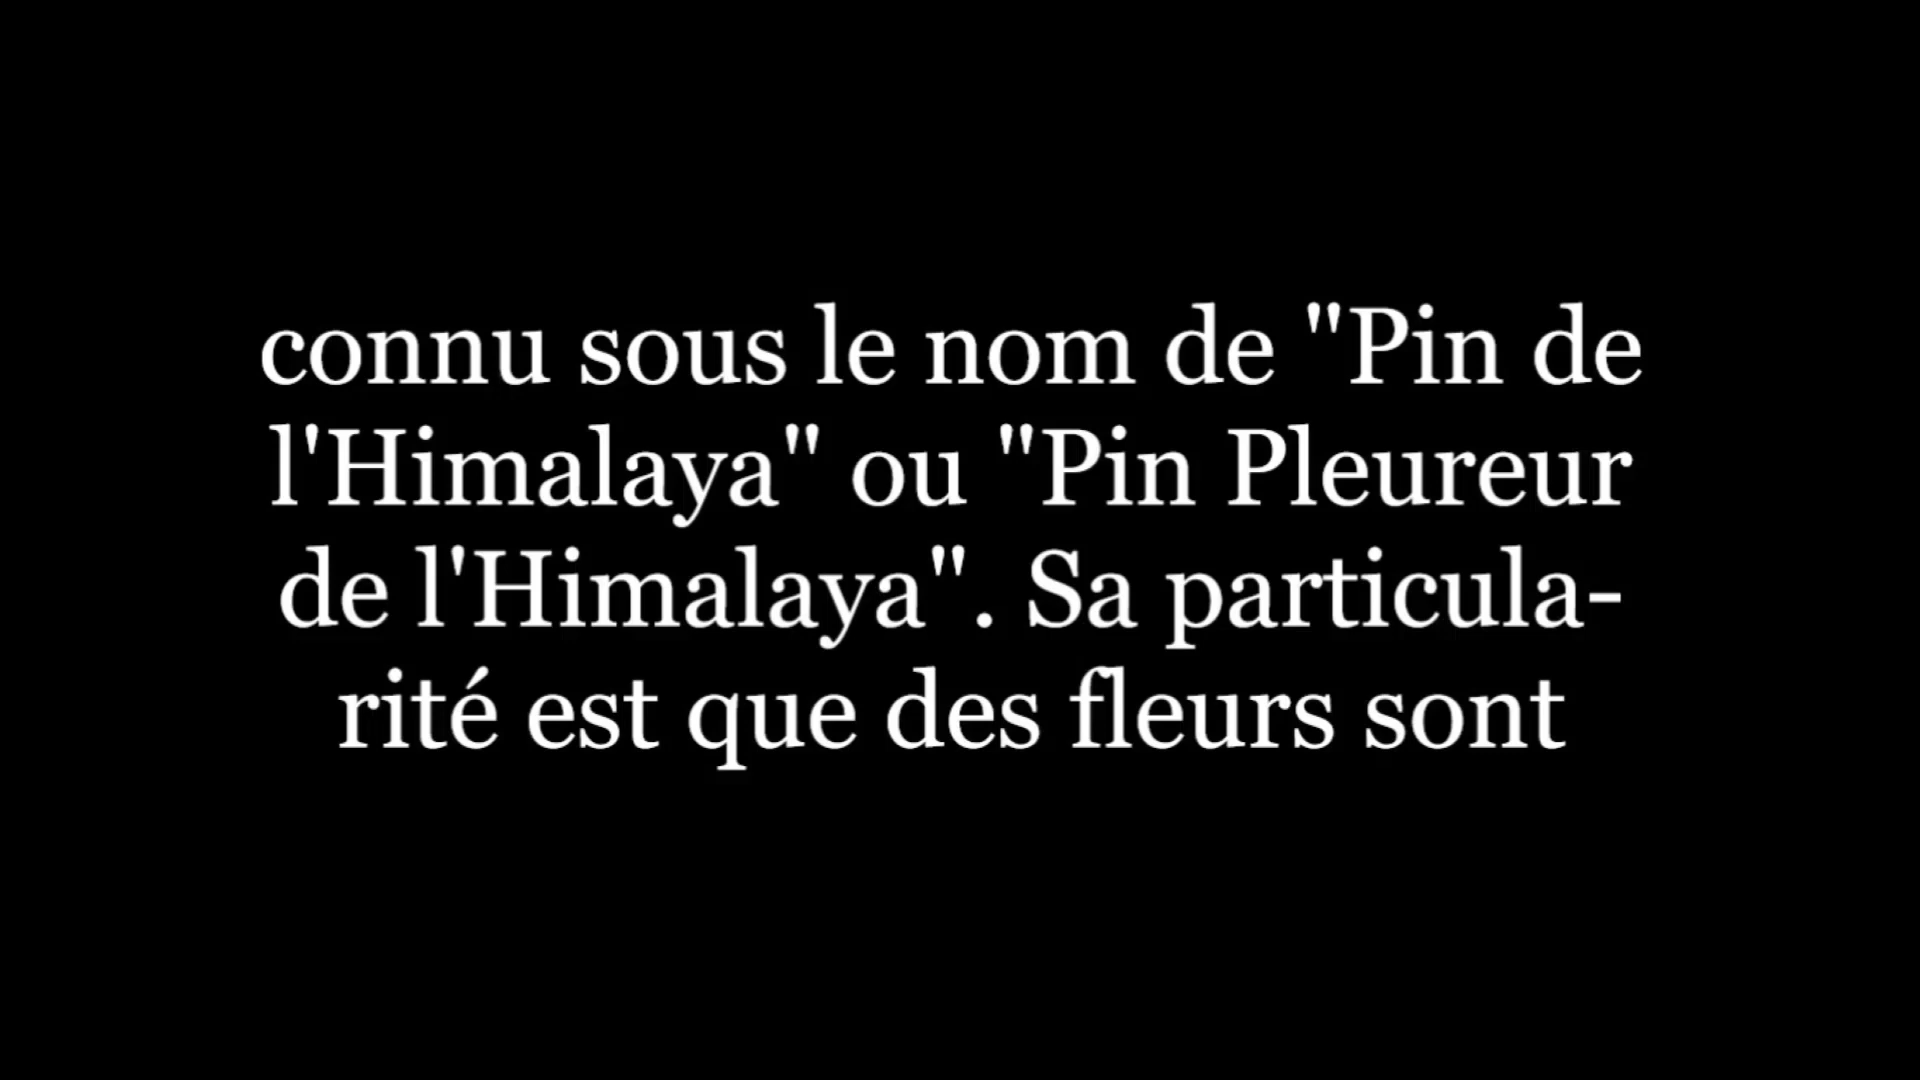 connu sous le nom de "Pin de
l'Himalaya" ou "Pin Pleureur
de l'Himalaya". Sa particula-
rité est que des fleurs sont